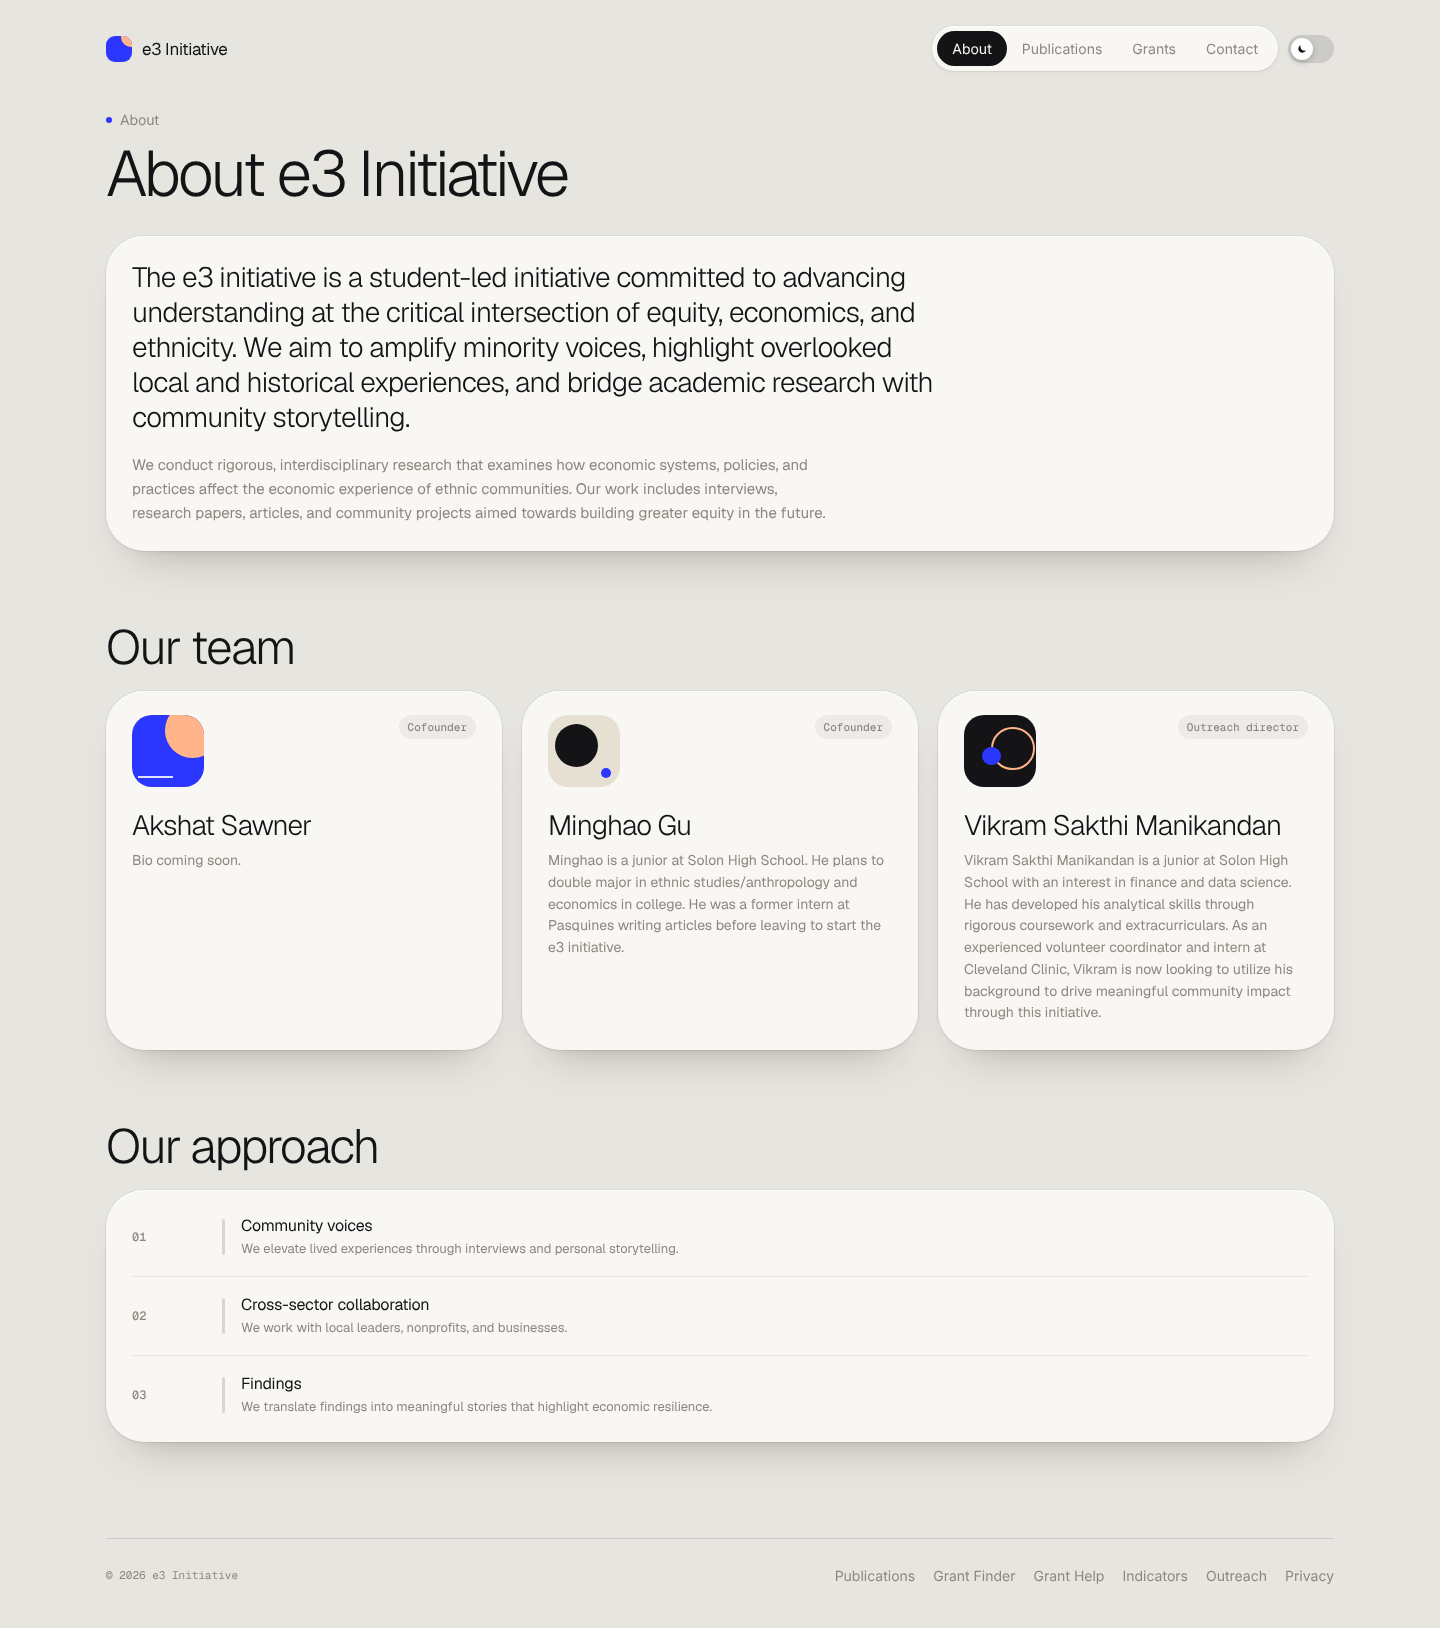 e3 Initiative
About
Publications
Grants
Contact
About
About e3 Initiative
The e3 initiative is a student-led initiative committed to advancing
understanding at the critical intersection of equity, economics, and
ethnicity. We aim to amplify minority voices, highlight overlooked
local and historical experiences, and bridge academic research with
community storytelling.
We conduct rigorous, interdisciplinary research that examines how economic systems, policies, and
practices affect the economic experience of ethnic communities. Our work includes interviews,
research papers, articles, and community projects aimed towards building greater equity in the future.
Our team
Cofounder
Akshat Sawner
Bio coming soon.
Cofounder
Minghao Gu
Minghao is a junior at Solon High School. He plans to
double major in ethnic studies/anthropology and
economics in college. He was a former intern at
Pasquines writing articles before leaving to start the
e3 initiative.
Outreach director
Vikram Sakthi Manikandan
Vikram Sakthi Manikandan is a junior at Solon High
School with an interest in finance and data science.
He has developed his analytical skills through
rigorous coursework and extracurriculars. As an
experienced volunteer coordinator and intern at
Cleveland Clinic, Vikram is now looking to utilize his
background to drive meaningful community impact
through this initiative.
Our approach
01
Community voices
We elevate lived experiences through interviews and personal storytelling.
02
Cross-sector collaboration
We work with local leaders, nonprofits, and businesses.
03
Findings
We translate findings into meaningful stories that highlight economic resilience.
© 2026 e3 Initiative
Publications
Grant Finder
Grant Help
Indicators
Outreach
Privacy